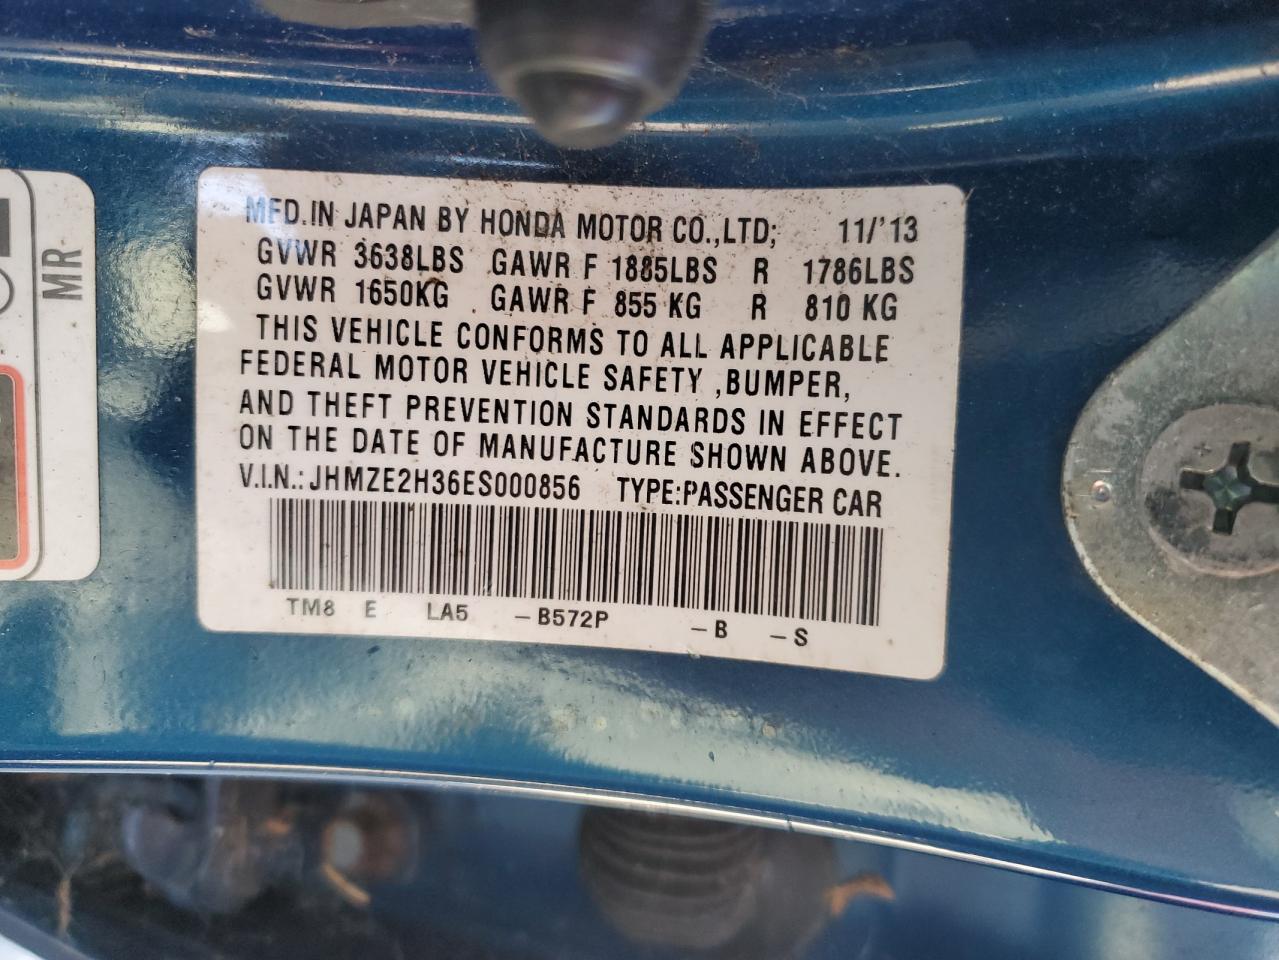 MFD.IN JAPAN BY HONDA MOTOR CO.,LTD; 11/'13
GVWR 3638LBS GAWR F 1885LBS R 1786LBS
GVWR 1650KG GAWR F 855 KG R 810 KG
THIS VEHICLE CONFORMS TO ALL APPLICABLE
FEDERAL MOTOR VEHICLE SAFETY ,BUMPER,
AND THEFT PREVENTION STANDARDS IN EFFECT
ON THE DATE OF MANUFACTURE SHOWN ABOVE.
V.I.N.: JHMZE2H36ES000856 TYPE:PASSENGER CAR
TM8 E LA5 -B572P -B -S
MR